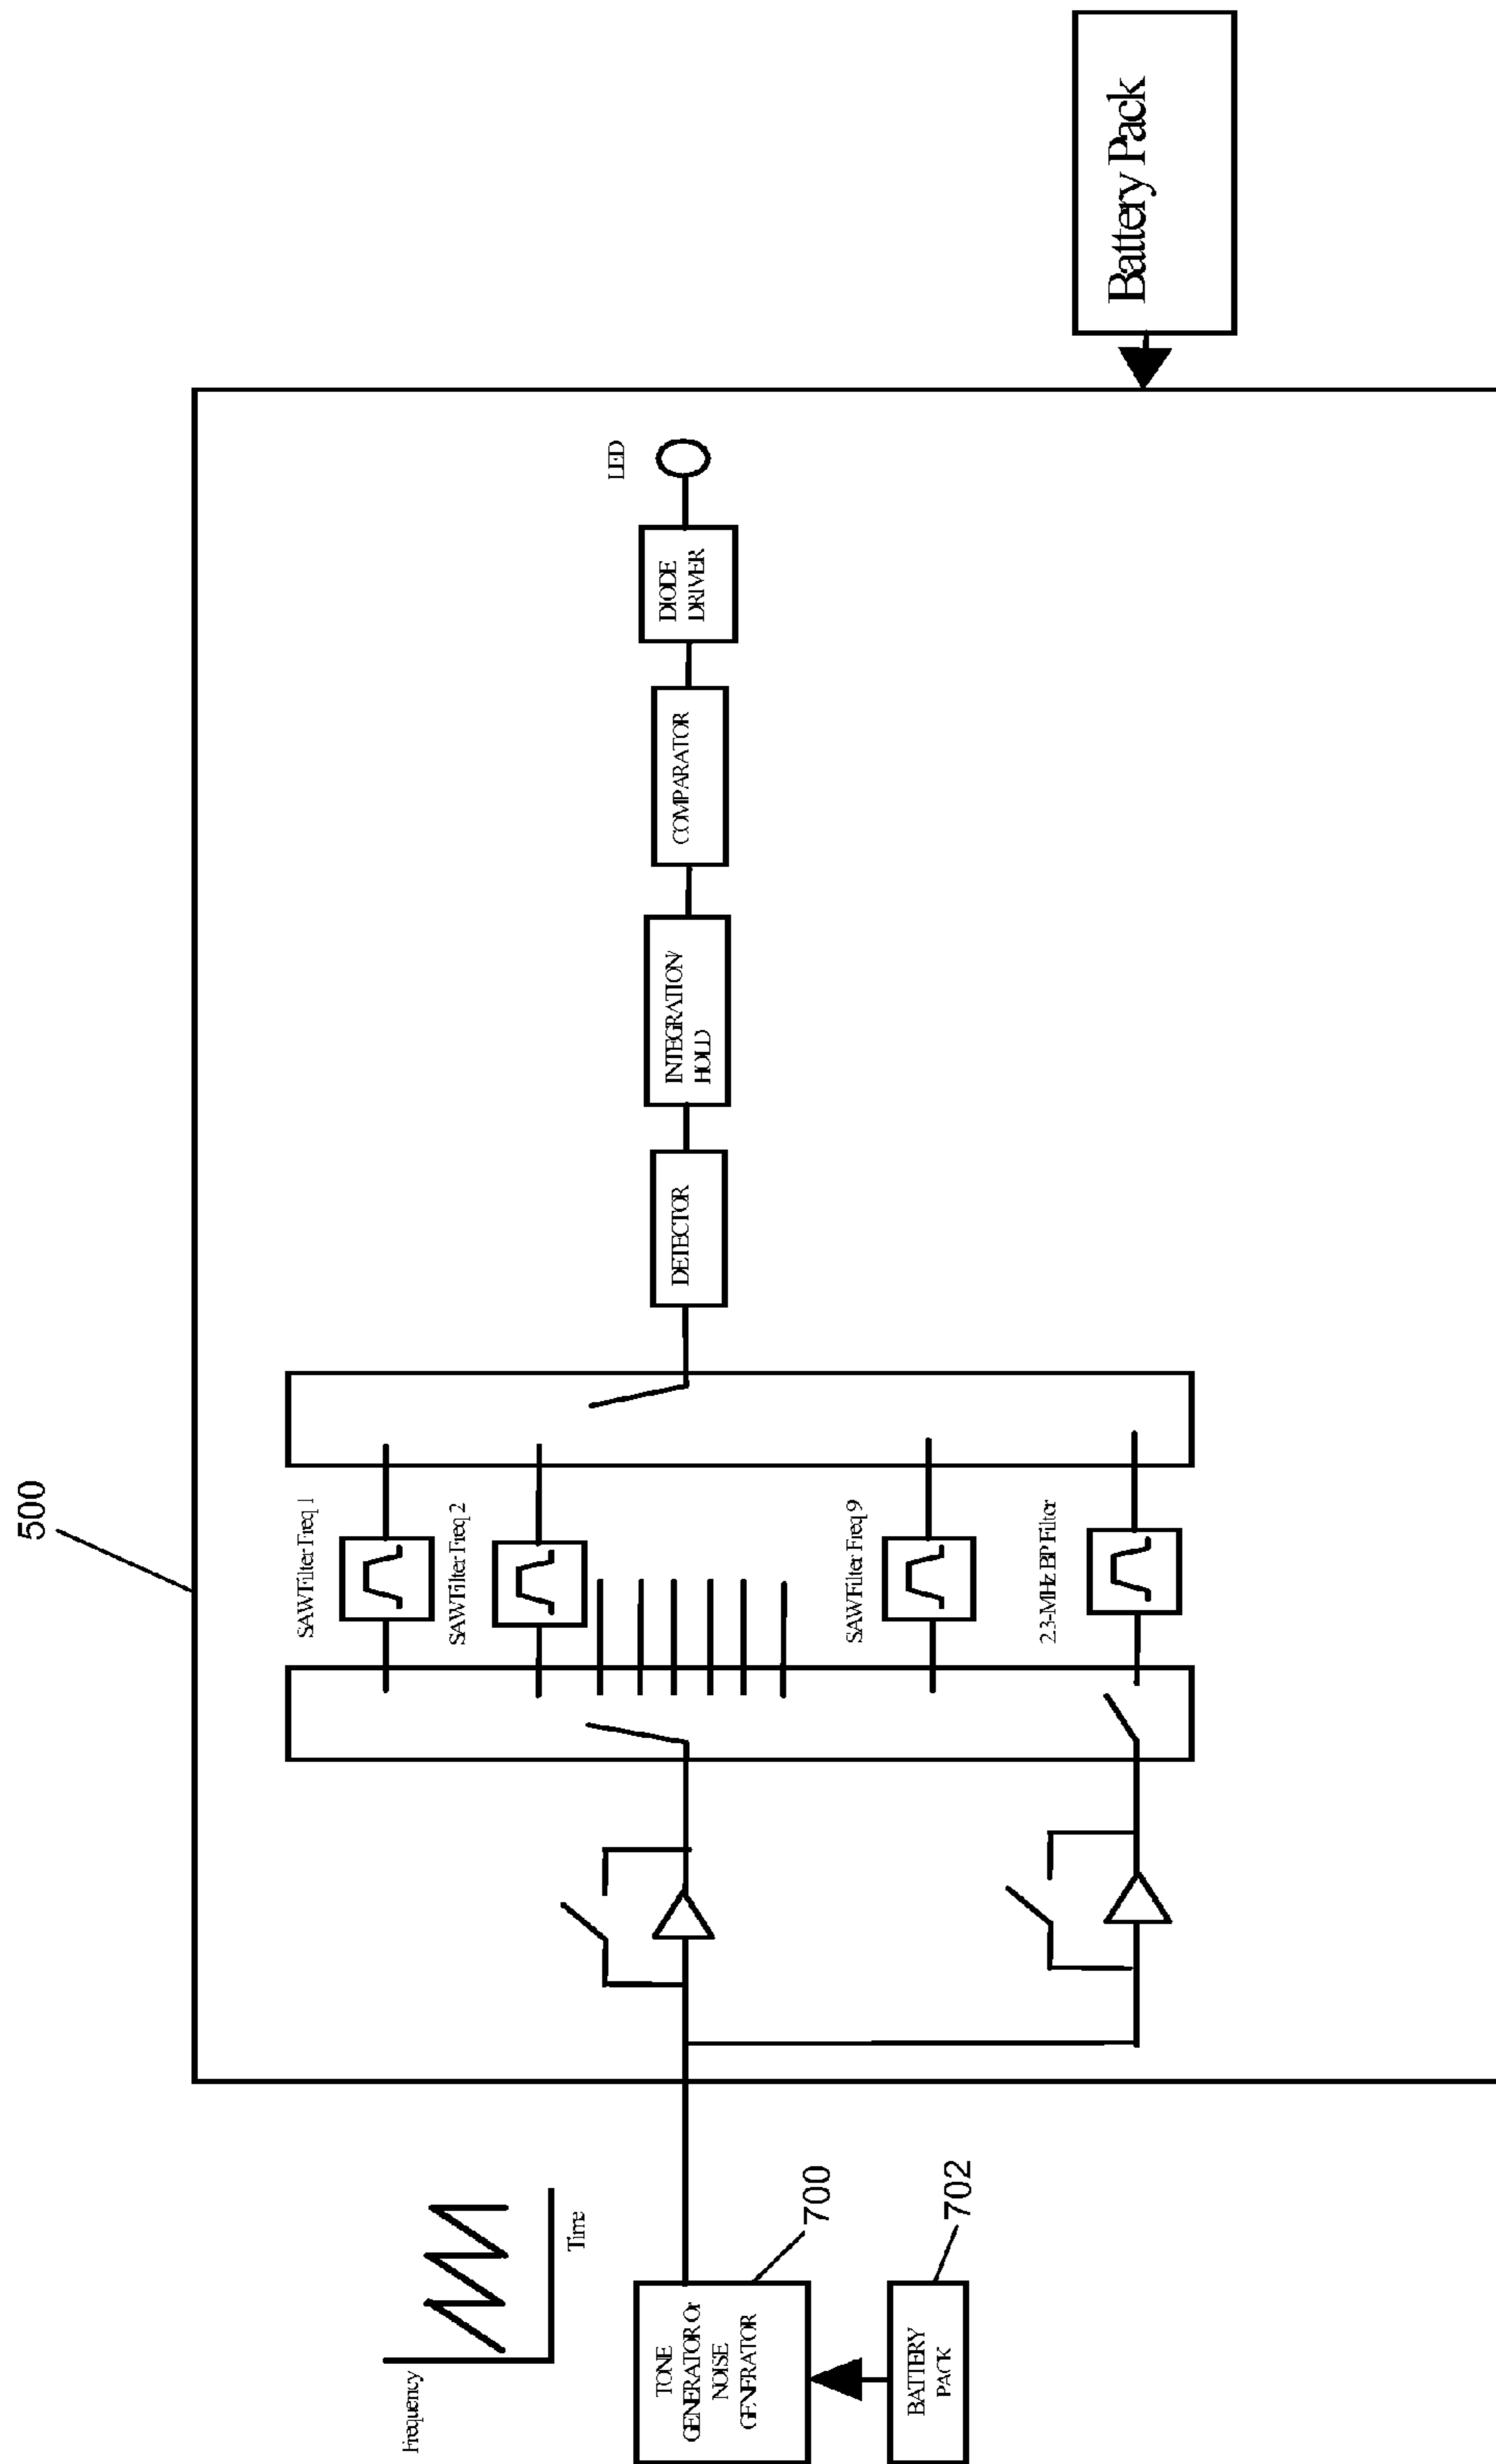 500
Frequency
Time
TONE
GENERATOR Or
NOISE
GENERATOR
700
BATTERY
PACK
702
SAW Filter Freq 1
SAW Filter Freq 2
SAW Filter Freq 9
2.3-MHz BP Filter
DETECTOR
INTEGRATION/
HOLD
COMPARATOR
DIODE
DRIVER
LED
Battery Pack